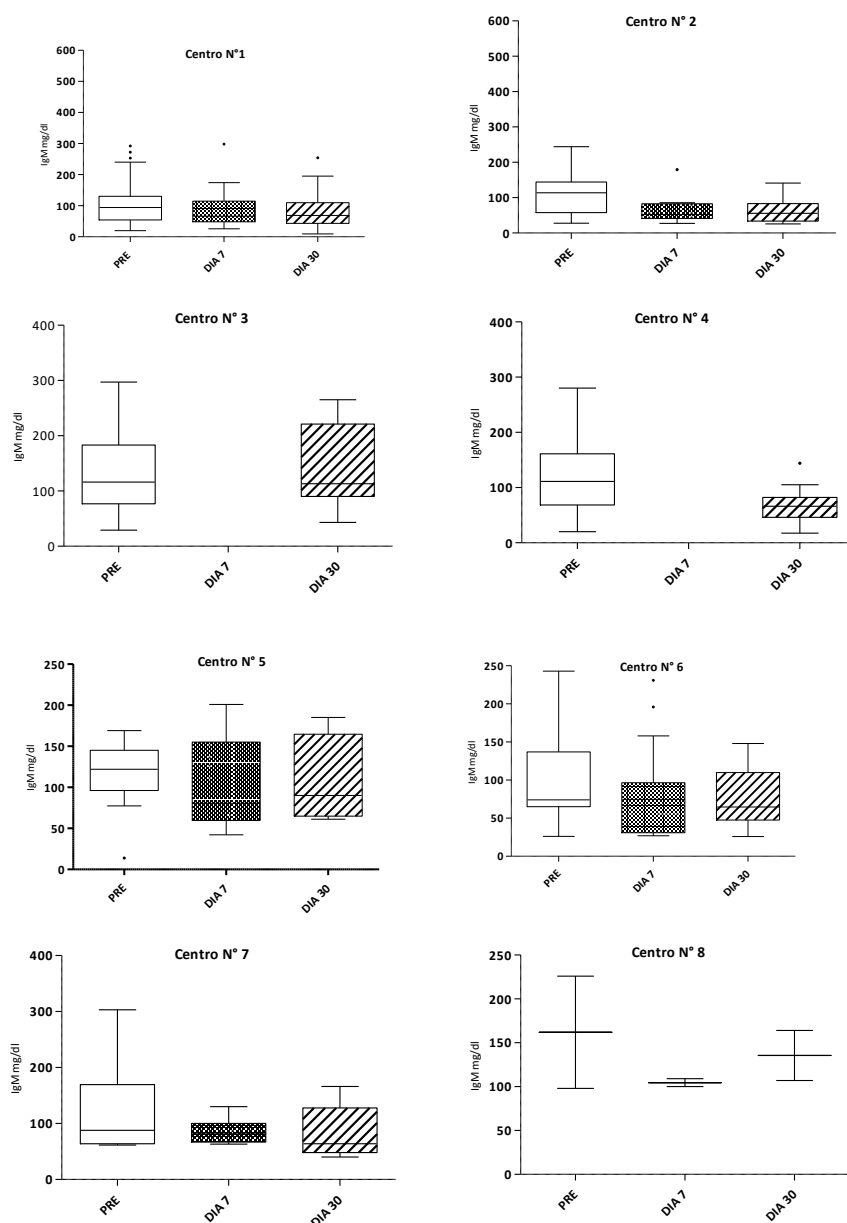 Centro N°1
IgM mg/dl
600
500
400
300
200
100
0
PRE
DIA 7
DIA 30
Centro N° 2
IgM mg/dl
600
500
400
300
200
100
0
PRE
DIA 7
DIA 30
Centro N° 3
IgM mg/dl
400
300
200
100
0
PRE
DIA 7
DIA 30
Centro N° 4
IgM mg/dl
400
300
200
100
0
PRE
DIA 7
DIA 30
Centro N° 5
IgM mg/dl
250
200
150
100
50
0
PRE
DIA 7
DIA 30
Centro N° 6
IgM mg/dl
250
200
150
100
50
0
PRE
DIA 7
DIA 30
Centro N° 7
IgM mg/dl
400
300
200
100
0
PRE
DIA 7
DIA 30
Centro N° 8
IgM mg/dl
250
200
150
100
50
0
PRE
DIA 7
DIA 30